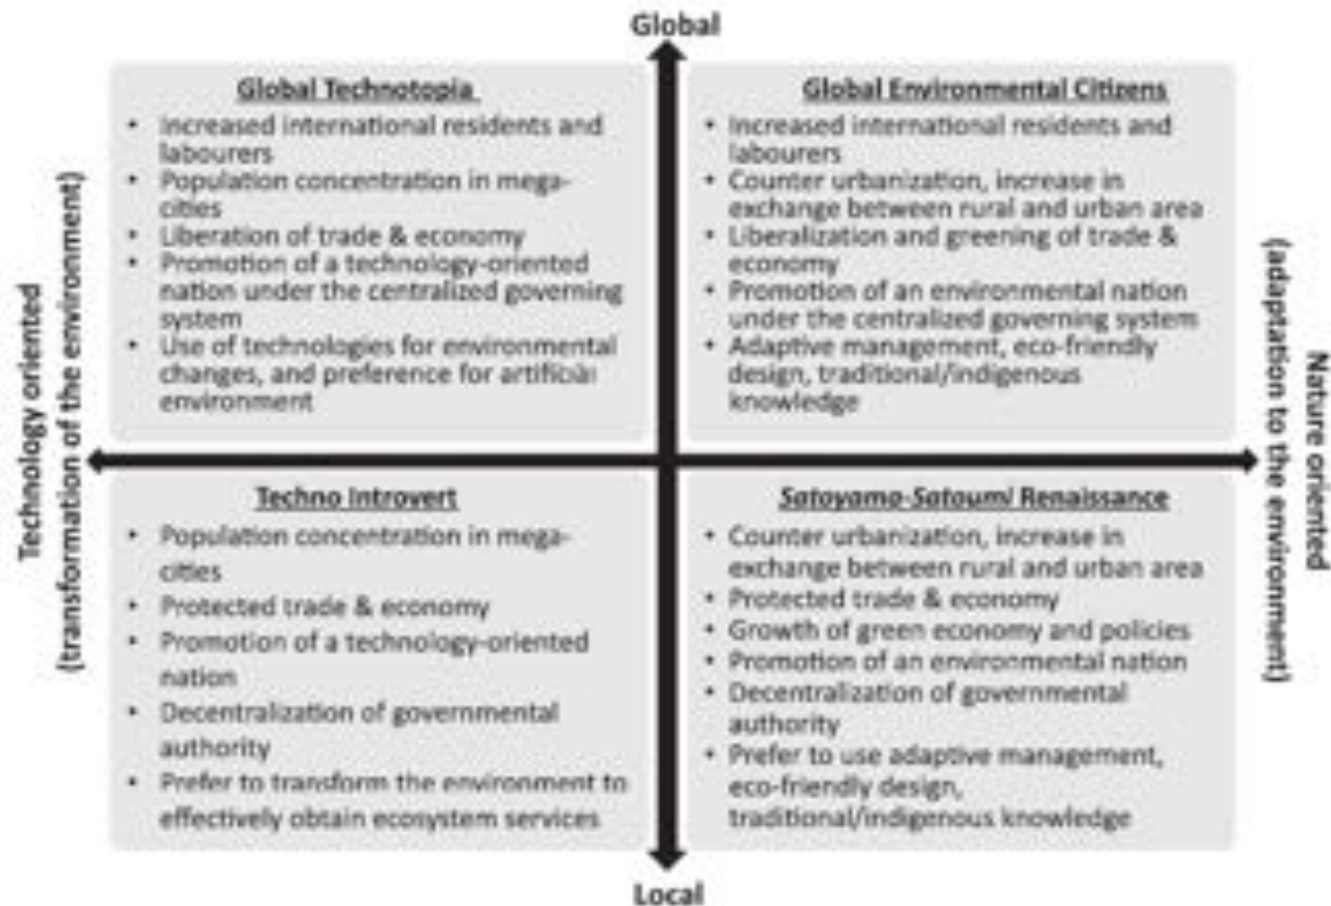 Global
Global Technotopia
• Increased international residents and
labourers
• Population concentration in mega-
cities
• Liberation of trade & economy
• Promotion of a technology-oriented
nation under the centralized governing
system
• Use of technologies for environmental
changes, and preference for artificial
environment
Global Environmental Citizens
• Increased international residents and
labourers
• Counter urbanization, increase in
exchange between rural and urban area
• Liberalization and greening of trade &
economy
• Promotion of an environmental nation
under the centralized governing system
• Adaptive management, eco-friendly
design, traditional/indigenous
knowledge
Technology oriented
(transformation of the environment)
Nature oriented
(adaptation to the environment)
Techno Introvert
• Population concentration in mega-
cities
• Protected trade & economy
• Promotion of a technology-oriented
nation
• Decentralization of governmental
authority
• Prefer to transform the environment to
effectively obtain ecosystem services
Satoyama-Satoumi Renaissance
• Counter urbanization, increase in
exchange between rural and urban area
• Protected trade & economy
• Growth of green economy and policies
• Promotion of an environmental nation
• Decentralization of governmental
authority
• Prefer to use adaptive management,
eco-friendly design,
traditional/indigenous knowledge
Local